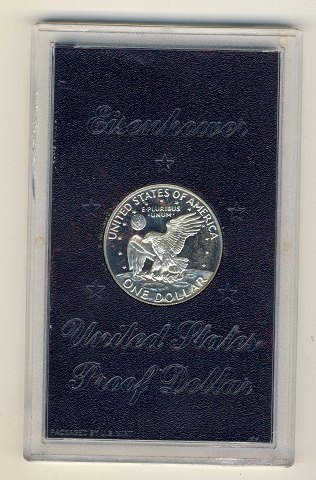 Eisenhower
UNITED STATES OF AMERICA
E·PLURIBUS
·UNUM·
ONE DOLLAR
United States
Proof Dollar
PACKAGED BY U.S. MINT